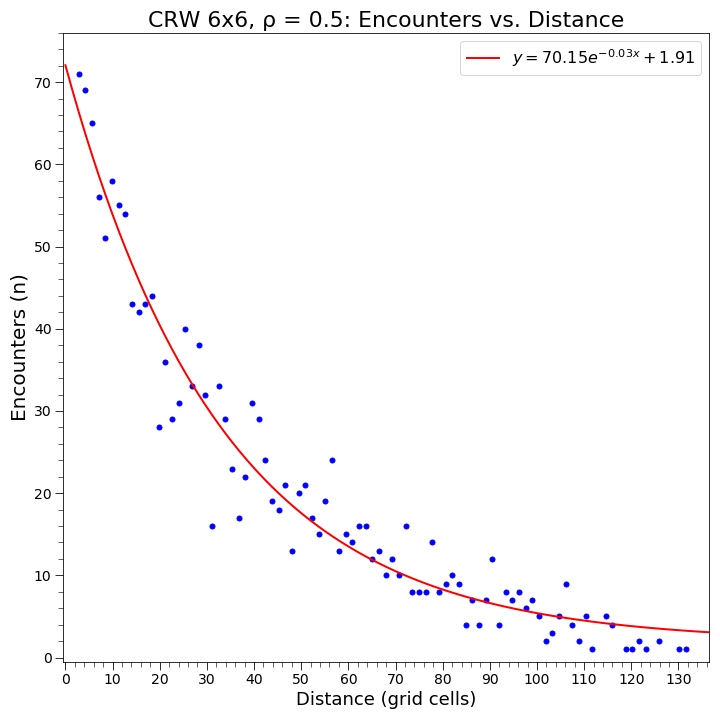 CRW 6x6, ρ = 0.5: Encounters vs. Distance
y = 70.15e^{-0.03x} + 1.91
Encounters (n)
70
60
50
40
30
20
10
0
0 10 20 30 40 50 60 70 80 90 100 110 120 130
Distance (grid cells)